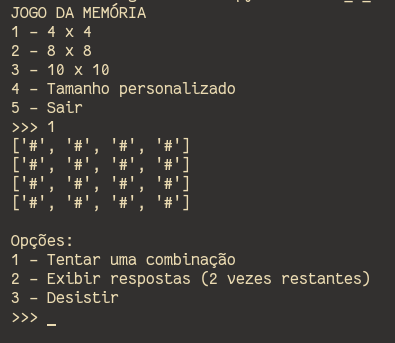 JOGO DA MEMÓRIA
1 - 4 x 4
2 - 8 x 8
3 - 10 x 10
4 - Tamanho personalizado
5 - Sair
>>> 1
['#', '#', '#', '#']
['#', '#', '#', '#']
['#', '#', '#', '#']
['#', '#', '#', '#']
Opções:
1 - Tentar uma combinação
2 - Exibir respostas (2 vezes restantes)
3 - Desistir
>>> _